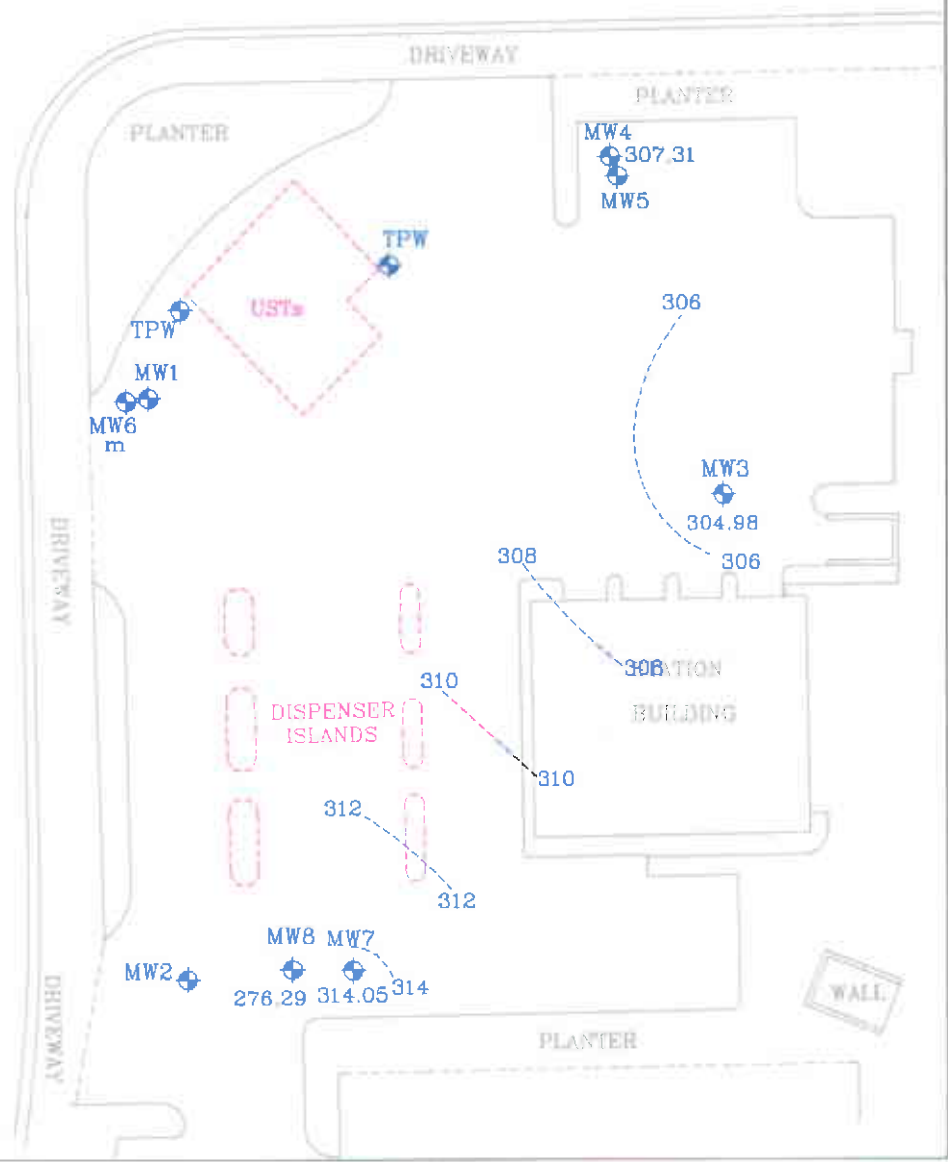 DRIVEWAY
PLANTER
PLANTER
MW4
307.31
MW5
TPW
USTs
TPW
306
MW1
MW6
m
MW3
304.98
DRIVEWAY
308
306
STATION
BUILDING
310
DISPENSER
ISLANDS
310
312
312
MW8
MW7
MW2
276.29
314.05
314
DRIVEWAY
WALL
PLANTER